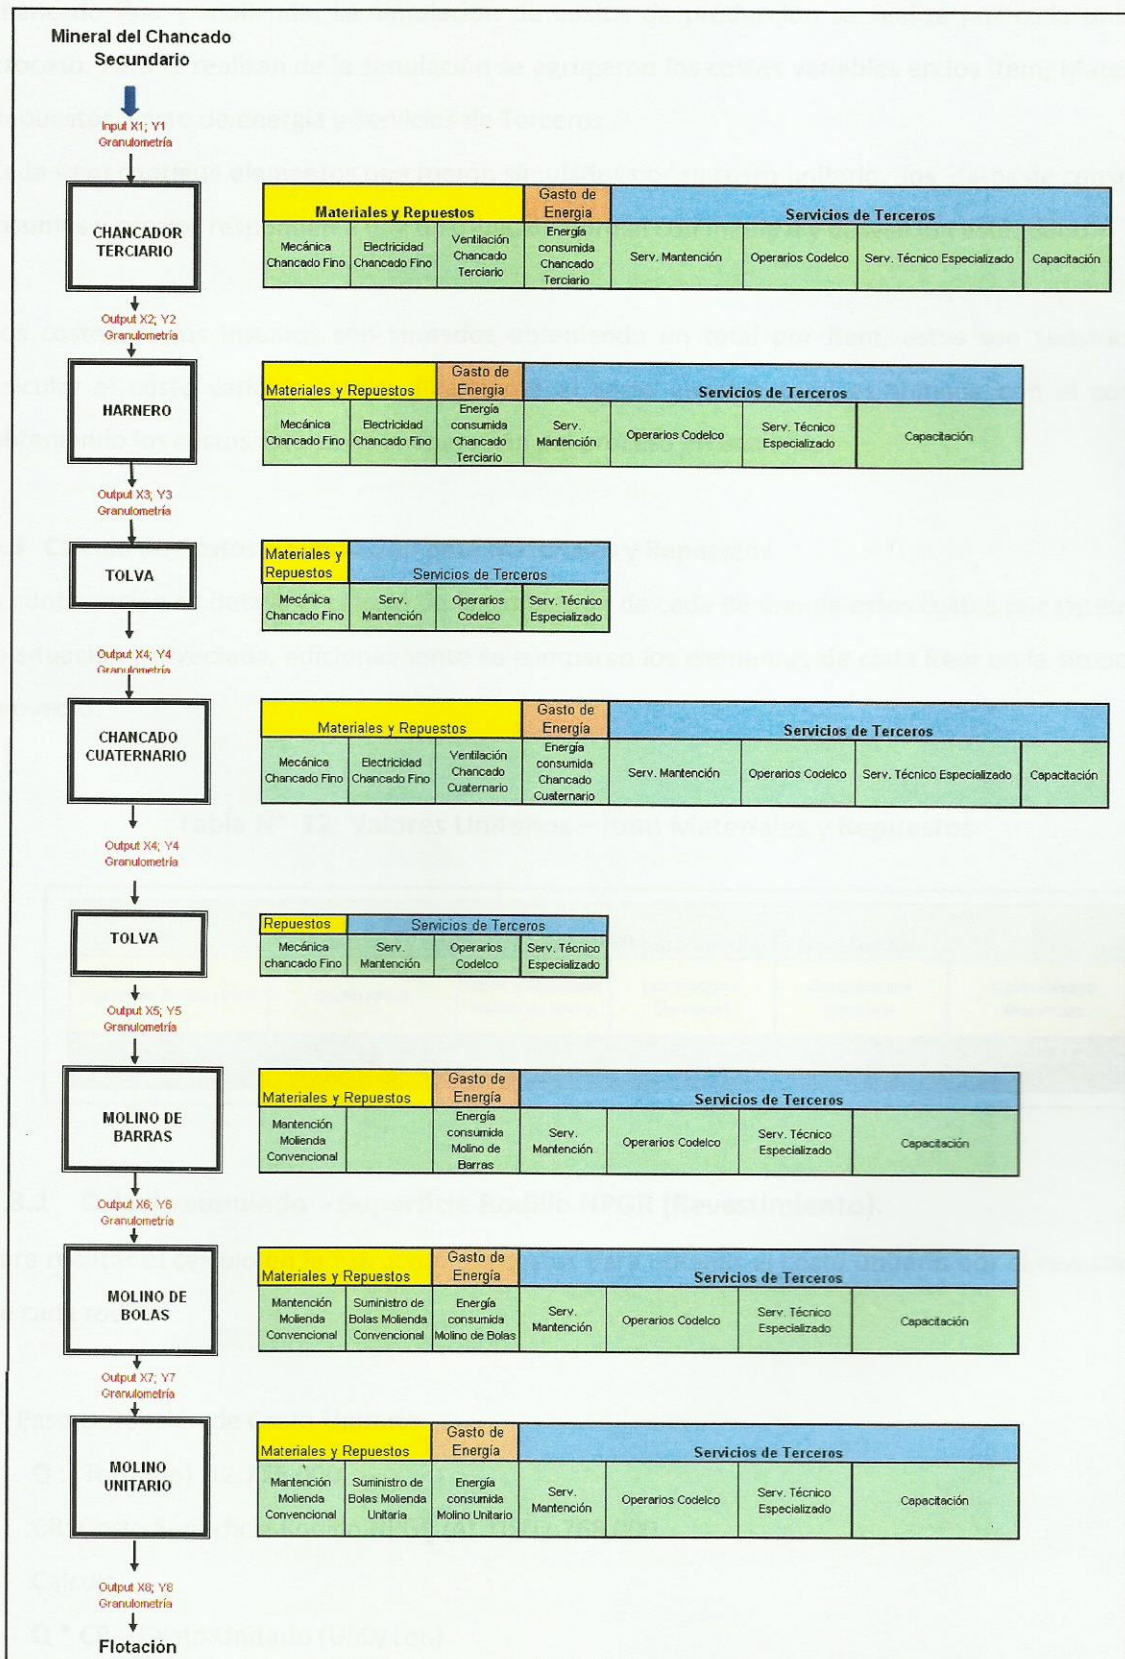 Mineral del Chancado
Secundario
Input X1; Y1
Granulometría
CHANCADOR
TERCIARIO
Materiales y Repuestos
Gasto de
Energia
Servicios de Terceros
Mecánica
Chancado Fino
Electricidad
Chancado Fino
Ventilación
Chancado
Terciario
Energía
consumida
Chancado
Terciario
Serv. Mantención
Operarios Codelco
Serv. Técnico Especializado
Capacitación
Output X2; Y2
Granulometría
HARNERO
Materiales y Repuestos
Gasto de
Energia
Servicios de Terceros
Mecánica
Chancado Fino
Electricidad
Chancado Fino
Energía
consumida
Chancado
Terciario
Serv.
Mantención
Operarios Codelco
Serv. Técnico
Especializado
Capacitación
Output X3; Y3
Granulometría
TOLVA
Materiales y
Repuestos
Servicios de Terceros
Mecánica
Chancado Fino
Serv.
Mantención
Operarios
Codelco
Serv. Técnico
Especializado
Output X4; Y4
Granulometría
CHANCADO
CUATERNARIO
Materiales y Repuestos
Gasto de
Energía
Servicios de Terceros
Mecánica
Chancado Fino
Electricidad
Chancado Fino
Ventilación
Chancado
Cuaternario
Energía
consumida
Chancado
Cuaternario
Serv. Mantención
Operarios Codelco
Serv. Técnico Especializado
Capacitación
Output X4; Y4
Granulometría
TOLVA
Repuestos
Servicios de Terceros
Mecánica
chancado Fino
Serv.
Mantención
Operarios
Codelco
Serv. Técnico
Especializado
Output X5; Y5
Granulometría
MOLINO DE
BARRAS
Materiales y Repuestos
Gasto de
Energía
Servicios de Terceros
Mantención
Molienda
Convencional
Energía
consumida
Molino de
Barras
Serv.
Mantención
Operarios Codelco
Serv. Técnico
Especializado
Capacitación
Output X6; Y6
Granulometría
MOLINO DE
BOLAS
Materiales y Repuestos
Gasto de
Energía
Servicios de Terceros
Mantención
Molienda
Convencional
Suministro de
Bolas Molienda
Convencional
Energía
consumida
Molino de Bolas
Serv.
Mantención
Operarios Codelco
Serv. Técnico
Especializado
Capacitación
Output X7; Y7
Granulometría
MOLINO
UNITARIO
Materiales y Repuestos
Gasto de
Energía
Servicios de Terceros
Mantención
Molienda
Convencional
Suministro de
Bolas Molienda
Unitaria
Energía
consumida
Molino Unitario
Serv.
Mantención
Operarios Codelco
Serv. Técnico
Especializado
Capacitación
Output X8; Y8
Granulometría
Flotación